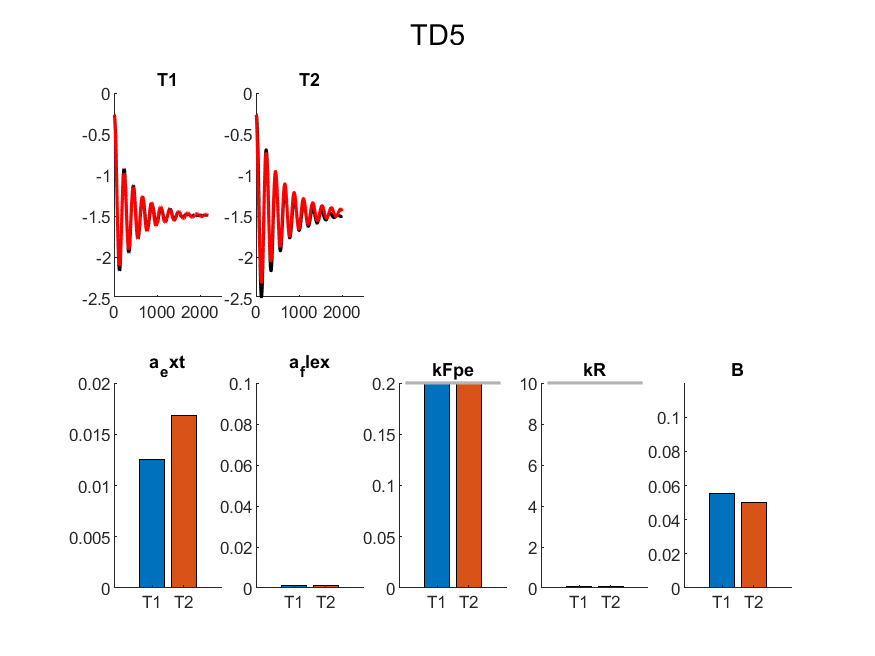 TD5
T1 T2
0 0
-0.5 -0.5
-1 -1
-1.5 -1.5
-2 -2
-2.5 -2.5
0 1000 2000 0 1000 2000
aext aflex kFpe kR B
0.02 0.1 0.2 10 0.1
0.015 0.08 0.15 8 0.08
0.01 0.06 0.1 6 0.06
0.005 0.04 0.05 4 0.04
0 0.02 0 2 0.02
0 0 0
T1 T2 T1 T2 T1 T2 T1 T2 T1 T2